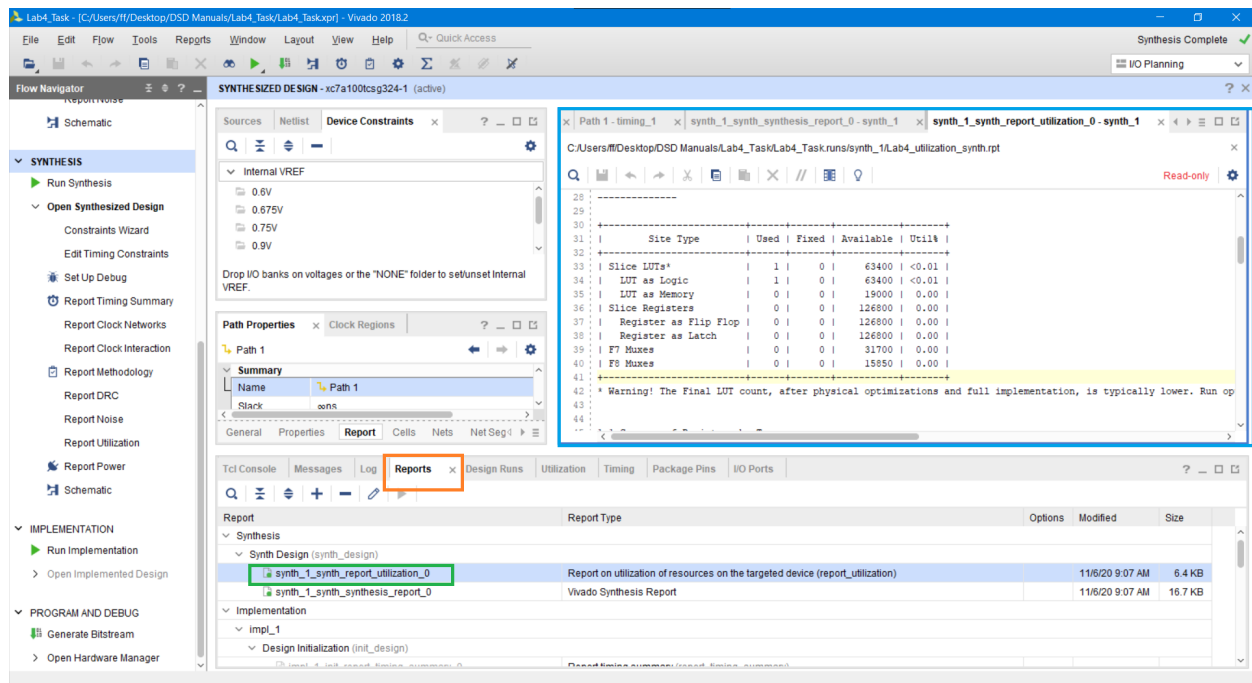 Lab4_Task - [C:/Users/ff/Desktop/DSD Manuals/Lab4_Task/Lab4_Task.xpr] - Vivado 2018.2
File Edit Flow Tools Reports Window Layout View Help Quick Access Synthesis Complete
I/O Planning
Flow Navigator
SYNTHESIZED DESIGN - xc7a100tcsg324-1 (active)
Report Noise
Schematic
SYNTHESIS
Run Synthesis
Open Synthesized Design
Constraints Wizard
Edit Timing Constraints
Set Up Debug
Report Timing Summary
Report Clock Networks
Report Clock Interaction
Report Methodology
Report DRC
Report Noise
Report Utilization
Report Power
Schematic
IMPLEMENTATION
Run Implementation
Open Implemented Design
PROGRAM AND DEBUG
Generate Bitstream
Open Hardware Manager
Sources Netlist Device Constraints
Internal VREF
0.6V
0.675V
0.75V
0.9V
Drop I/O banks on voltages or the "NONE" folder to set/unset Internal
VREF.
Path Properties Clock Regions
Path 1
Summary
Name Path 1
Slack ∞ns
General Properties Report Cells Nets Net Seg
Path 1 - timing_1 synth_1_synth_synthesis_report_0 - synth_1 synth_1_synth_report_utilization_0 - synth_1
C:/Users/ff/Desktop/DSD Manuals/Lab4_Task/Lab4_Task.runs/synth_1/Lab4_utilization_synth.rpt
Read-only
28 --------------
29
30 +-------------------------+------+-------+-----------+-------+
31 | Site Type | Used | Fixed | Available | Util% |
32 +-------------------------+------+-------+-----------+-------+
33 | Slice LUTs* | 1 | 0 | 63400 | <0.01 |
34 | LUT as Logic | 1 | 0 | 63400 | <0.01 |
35 | LUT as Memory | 0 | 0 | 19000 | 0.00 |
36 | Slice Registers | 0 | 0 | 126800 | 0.00 |
37 | Register as Flip Flop | 0 | 0 | 126800 | 0.00 |
38 | Register as Latch | 0 | 0 | 126800 | 0.00 |
39 | F7 Muxes | 0 | 0 | 31700 | 0.00 |
40 | F8 Muxes | 0 | 0 | 15850 | 0.00 |
41 +-------------------------+------+-------+-----------+-------+
42 * Warning! The Final LUT count, after physical optimizations and full implementation, is typically lower. Run op
43
44
Tcl Console Messages Log Reports Design Runs Utilization Timing Package Pins I/O Ports
Report Report Type Options Modified Size
Synthesis
Synth Design (synth_design)
synth_1_synth_report_utilization_0 Report on utilization of resources on the targeted device (report_utilization) 11/6/20 9:07 AM 6.4 KB
synth_1_synth_synthesis_report_0 Vivado Synthesis Report 11/6/20 9:07 AM 16.7 KB
Implementation
impl_1
Design Initialization (init_design)
impl_1_init_report_timing_summary_0 Report timing summary (report_timing_summary)